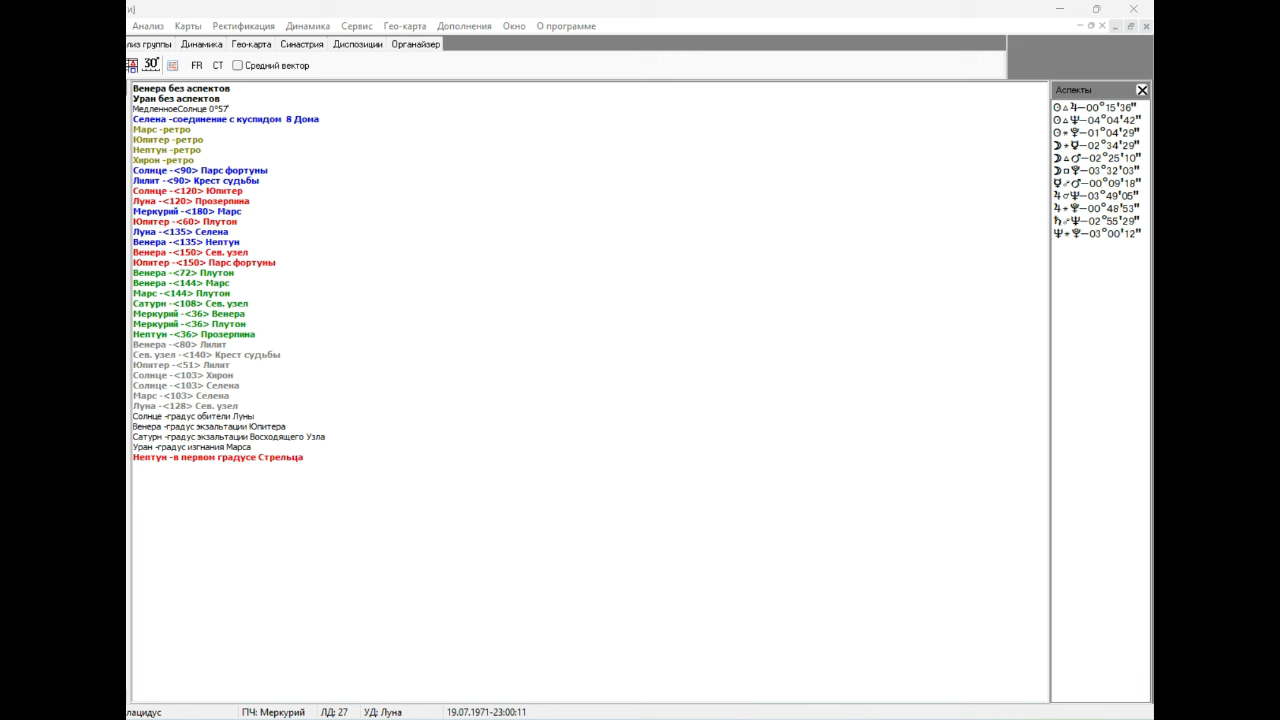 и]
Анализ Карты Ректификация Динамика Сервис Гео-карта Дополнения Окно О программе
лиз группы Динамика Гео-карта Синастрия Диспозиции Органайзер
30° FR СТ Средний вектор
Венера без аспектов
Уран без аспектов
МедленноеСолнце 0°57'
Селена -соединение с куспидом 8 Дома
Марс -ретро
Юпитер -ретро
Нептун -ретро
Хирон -ретро
Солнце -<90> Парс фортуны
Лилит -<90> Крест судьбы
Солнце -<120> Юпитер
Луна -<120> Прозерпина
Меркурий -<180> Марс
Юпитер -<60> Плутон
Луна -<135> Селена
Венера -<135> Нептун
Венера -<150> Сев. узел
Юпитер -<150> Парс фортуны
Венера -<72> Плутон
Венера -<144> Марс
Марс -<144> Плутон
Сатурн -<108> Сев. узел
Меркурий -<36> Венера
Меркурий -<36> Плутон
Нептун -<36> Прозерпина
Венера -<80> Лилит
Сев. узел -<140> Крест судьбы
Юпитер -<51> Лилит
Солнце -<103> Хирон
Солнце -<103> Селена
Марс -<103> Селена
Луна -<128> Сев. узел
Солнце -градус обители Луны
Венера -градус экзальтации Юпитера
Сатурн -градус экзальтации Восходящего Узла
Уран -градус изгнания Марса
Нептун -в первом градусе Стрельца
Аспекты
☉▵♃—00°15'36"
☉▵♆—04°04'42"
☉✶♇—01°04'29"
☽✶☿—02°34'29"
☽▵♂—02°25'10"
☽□♇—03°32'03"
☿☍♂—00°09'18"
♃☌♆—03°49'05"
♃✶♇—00°48'53"
♄☍♆—02°55'29"
♆✶♇—03°00'12"
лацидус ПЧ: Меркурий ЛД: 27 УД: Луна 19.07.1971-23:00:11